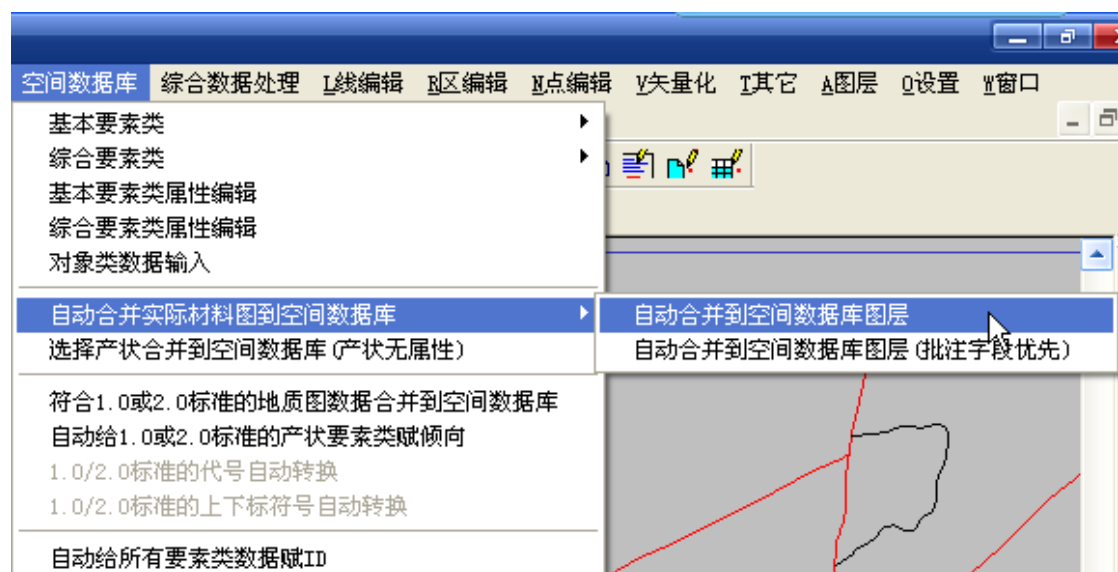 空间数据库 综合数据处理 L线编辑 R区编辑 N点编辑 V矢量化 T其它 A图层 O设置 W窗口
基本要素类
综合要素类
基本要素类属性编辑
综合要素类属性编辑
对象类数据输入
自动合并实际材料图到空间数据库
自动合并到空间数据库图层
选择产状合并到空间数据库(产状无属性)
自动合并到空间数据库图层(批注字段优先)
符合1.0或2.0标准的地质图数据合并到空间数据库
自动给1.0或2.0标准的产状要素类赋倾向
1.0/2.0标准的代号自动转换
1.0/2.0标准的上下标符号自动转换
自动给所有要素类数据赋ID